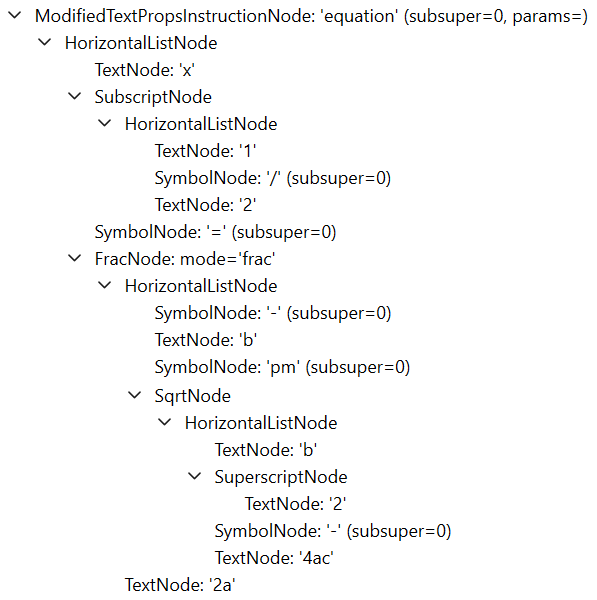 ModifiedTextPropsInstructionNode: 'equation' (subsuper=0, params=)
HorizontalListNode
TextNode: 'x'
SubscriptNode
HorizontalListNode
TextNode: '1'
SymbolNode: '/' (subsuper=0)
TextNode: '2'
SymbolNode: '=' (subsuper=0)
FracNode: mode='frac'
HorizontalListNode
SymbolNode: '-' (subsuper=0)
TextNode: 'b'
SymbolNode: 'pm' (subsuper=0)
SqrtNode
HorizontalListNode
TextNode: 'b'
SuperscriptNode
TextNode: '2'
SymbolNode: '-' (subsuper=0)
TextNode: '4ac'
TextNode: '2a'